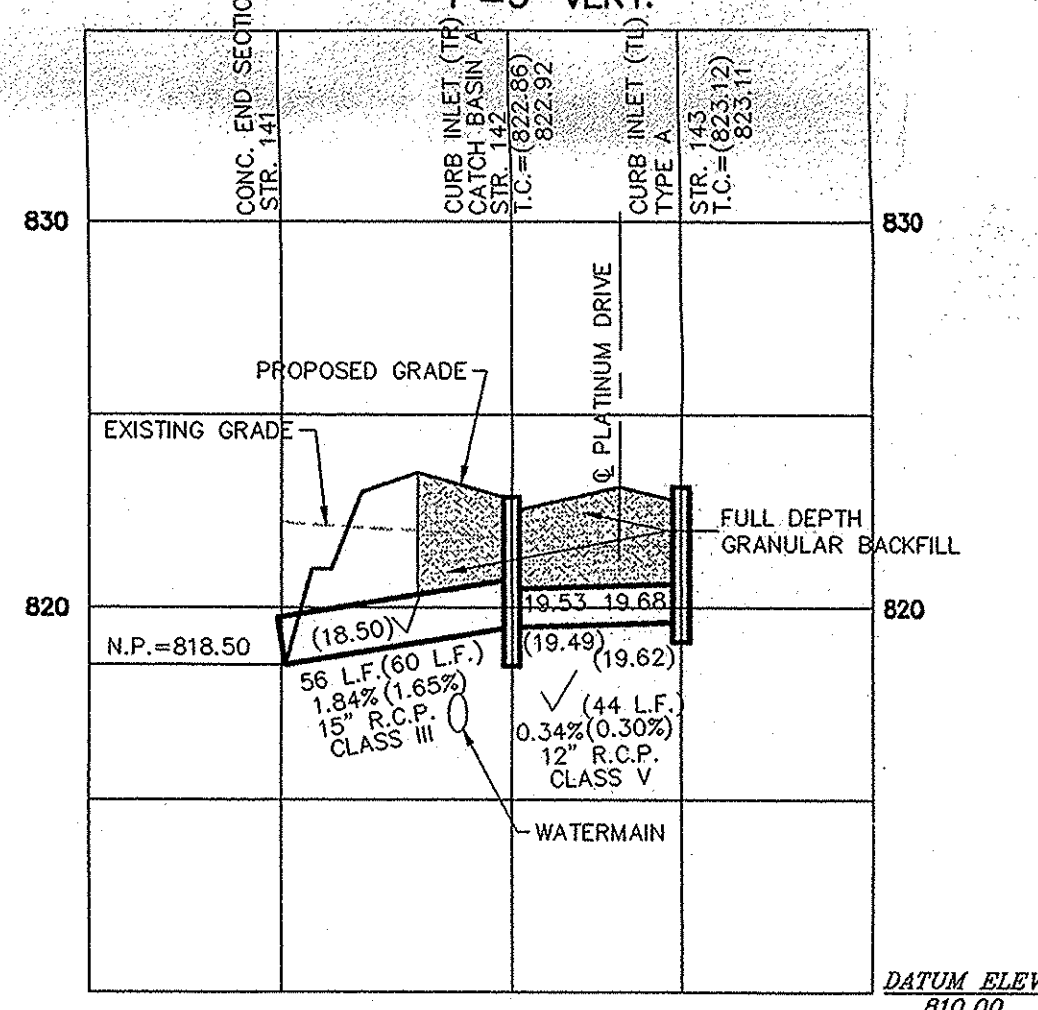 1"=5' VERT.
CONC. END SECTION
STR. 141
CURB INLET (TR)
CATCH BASIN A
STR. 142
T.C.=(822.86)
822.92
CURB INLET (TL)
TYPE A
STR. 143
T.C.=(823.12)
823.11
830
830
℄ PLATINUM DRIVE
PROPOSED GRADE
EXISTING GRADE
FULL DEPTH
GRANULAR BACKFILL
820
820
19.53 19.68
N.P.=818.50
(18.50)
(19.49)
(19.62)
56 L.F.(60 L.F.)
1.84%(1.65%)
15" R.C.P.
CLASS III
(44 L.F.)
0.34%(0.30%)
12" R.C.P.
CLASS V
WATERMAIN
DATUM ELEV
810.00